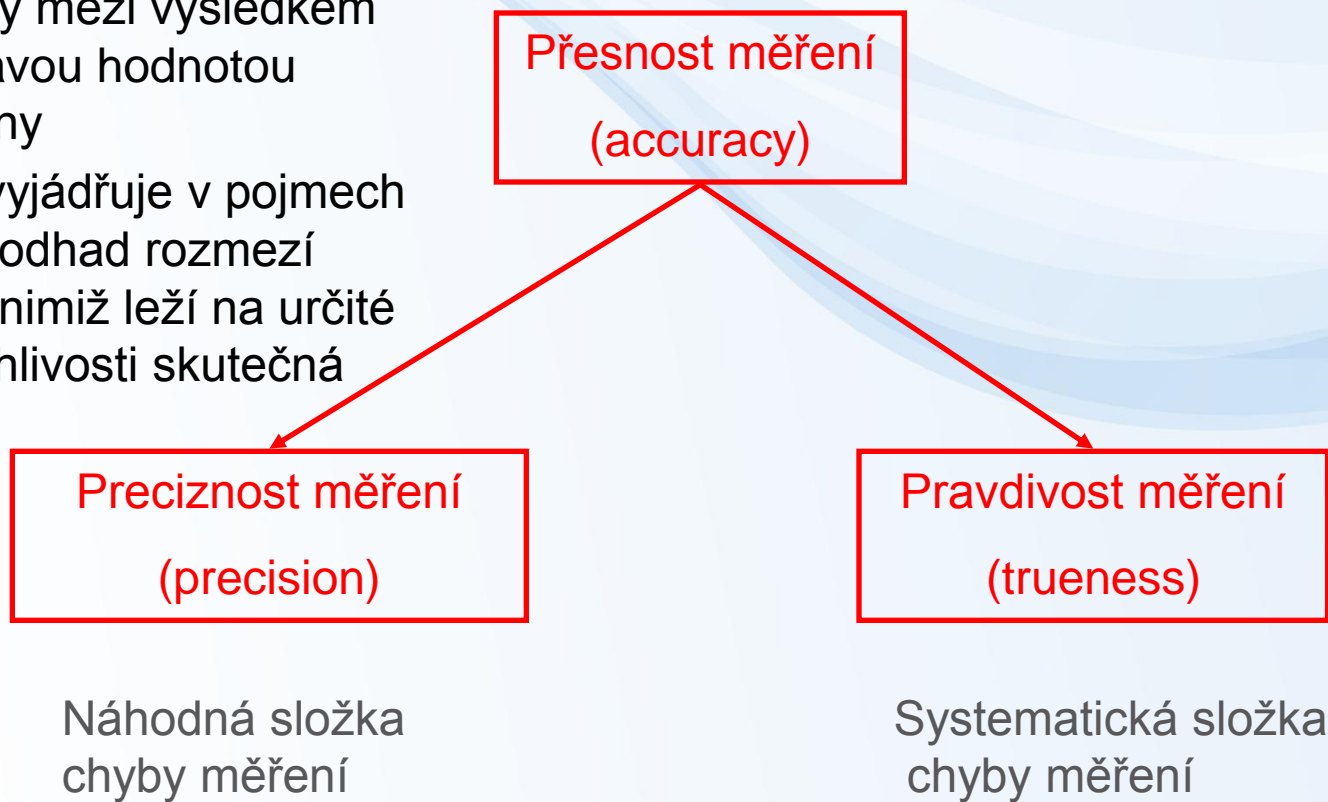 y mezi výsledkem
avou hodnotou
ny
vyjádřuje v pojmech
odhad rozmezí
nimiž leží na určité
hlivosti skutečná
Přesnost měření
(accuracy)
Preciznost měření
(precision)
Pravdivost měření
(trueness)
Náhodná složka
chyby měření
Systematická složka
chyby měření